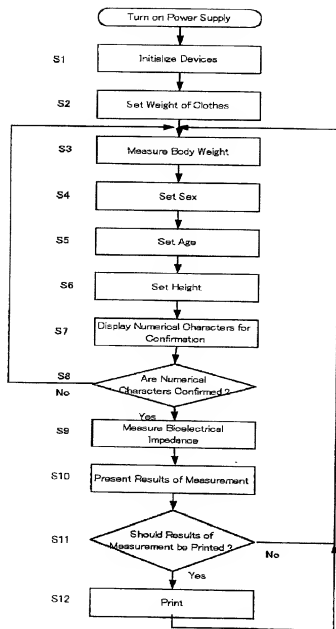 Turn on Power Supply
S1
Initialize Devices
S2
Set Weight of Clothes
S3
Measure Body Weight
S4
Set Sex
S5
Set Age
S6
Set Height
S7
Display Numerical Characters for
Confirmation
S8
Are Numerical
Characters Confirmed ?
No
Yes
S9
Measure Bioelectrical
Impedance
S10
Present Results of Measurement
S11
Should Results of
Measurement be Printed ?
No
Yes
S12
Print